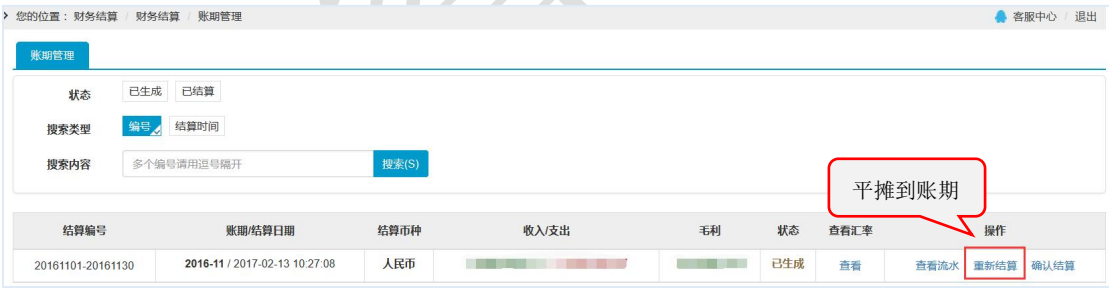 您的位置： 财务结算 / 财务结算 / 账期管理
客服中心 / 退出
账期管理
状态 已生成 已结算
搜索类型 编号 结算时间
搜索内容 多个编号请用逗号隔开 搜索(S)
平摊到账期
结算编号 账期/结算日期 结算币种 收入/支出 毛利 状态 查看汇率 操作
20161101-20161130 2016-11 / 2017-02-13 10:27:08 人民币 已生成 查看 查看流水 重新结算 确认结算